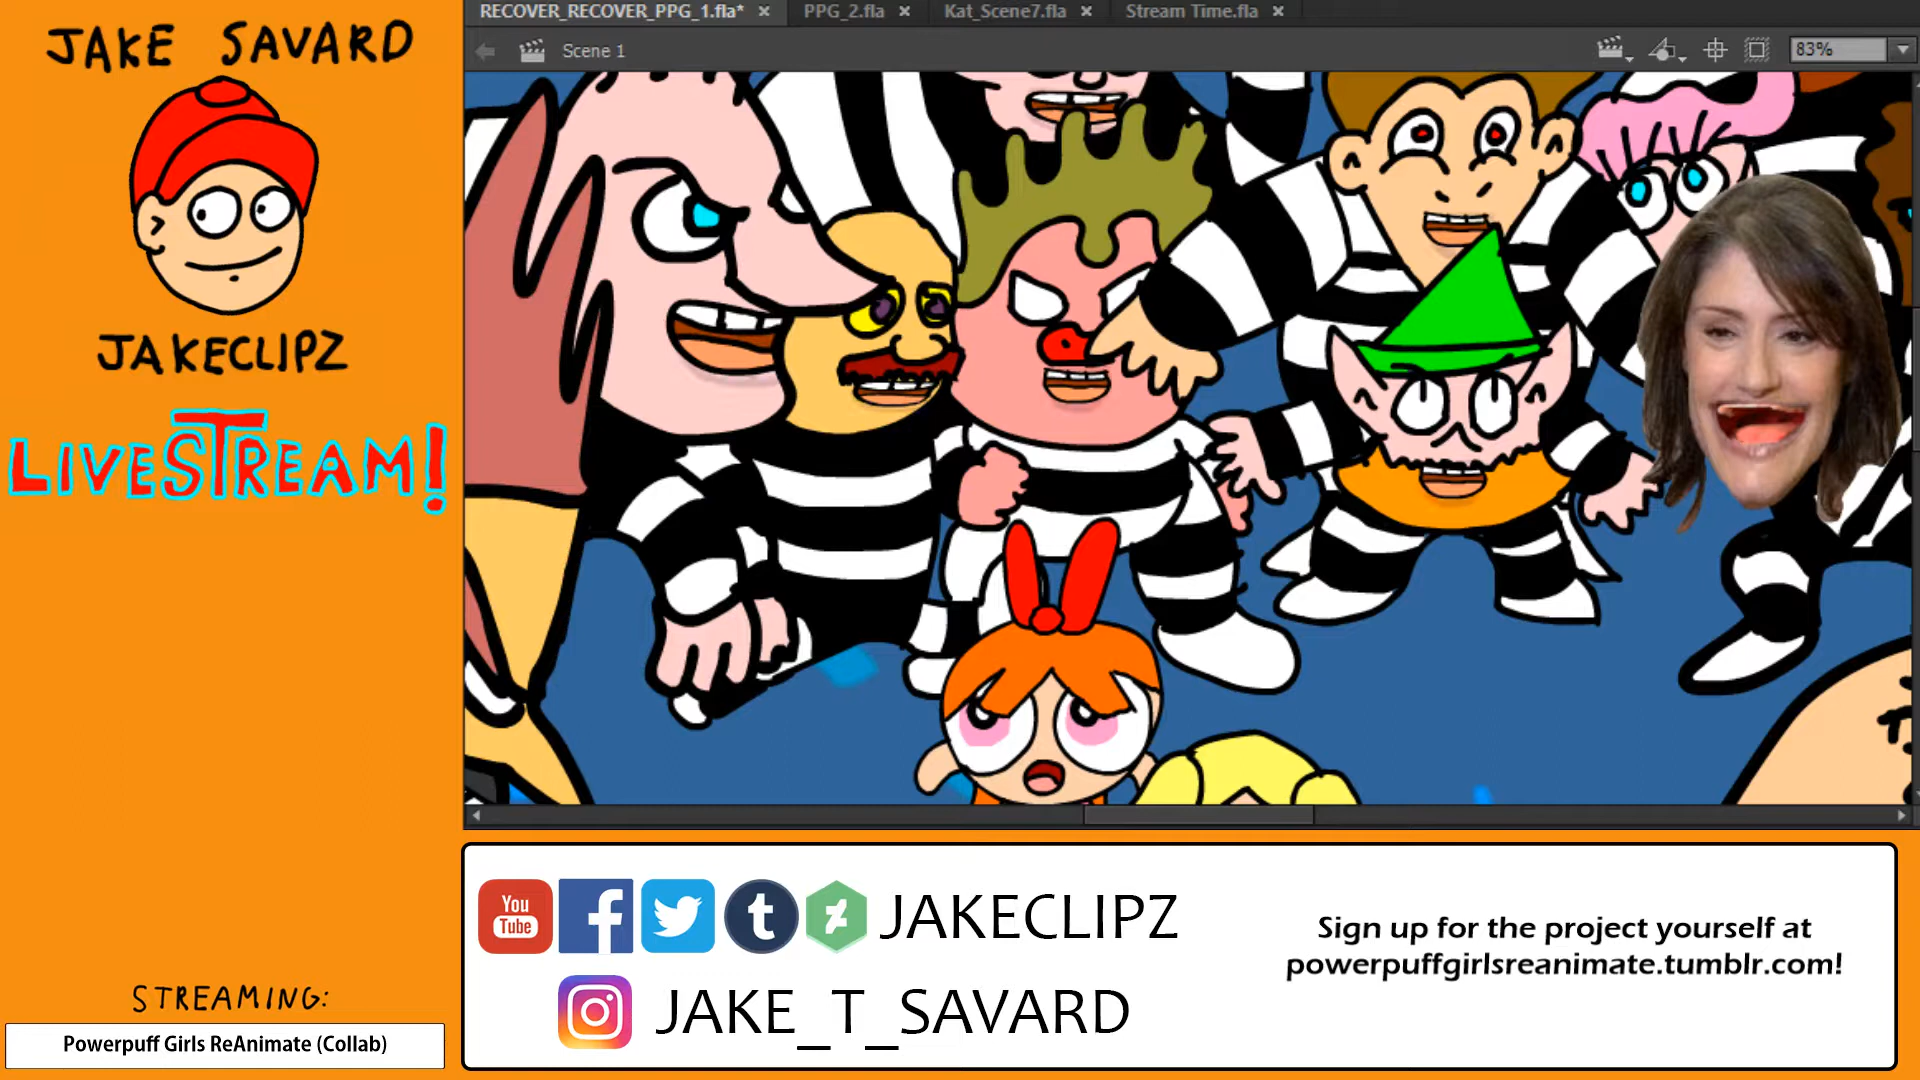 JAKE SAVARD
JAKECLIPZ
LIVESTREAM!
STREAMING:
Powerpuff Girls ReAnimate (Collab)
RECOVER_RECOVER_PPG_1.fla* ×
PPG_2.fla ×
Kat_Scene7.fla ×
Stream Time.fla ×
Scene 1
83%
You
Tube
f
t
JAKECLIPZ
JAKE_T_SAVARD
Sign up for the project yourself at
powerpuffgirlsreanimate.tumblr.com!